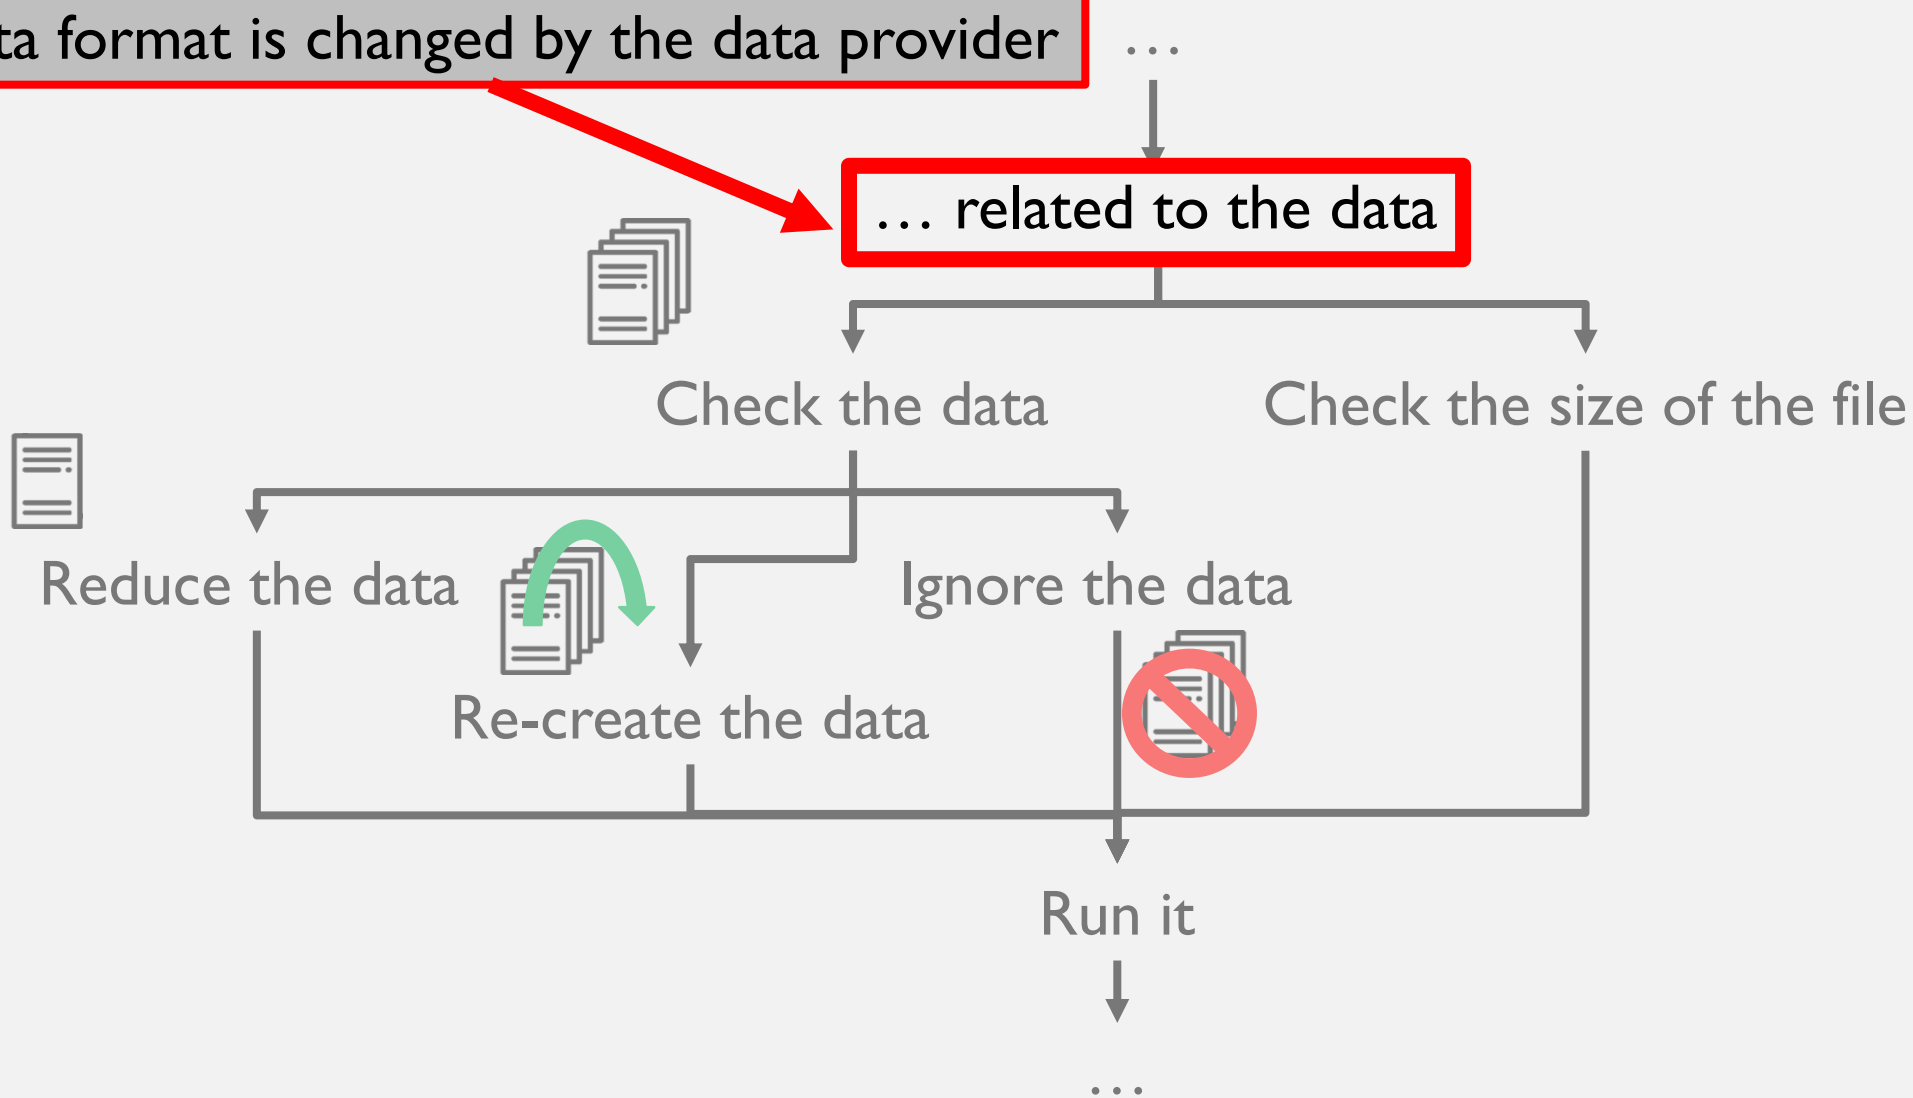 ta format is changed by the data provider
…
… related to the data
Check the data
Check the size of the file
Reduce the data
Ignore the data
Re-create the data
Run it
…